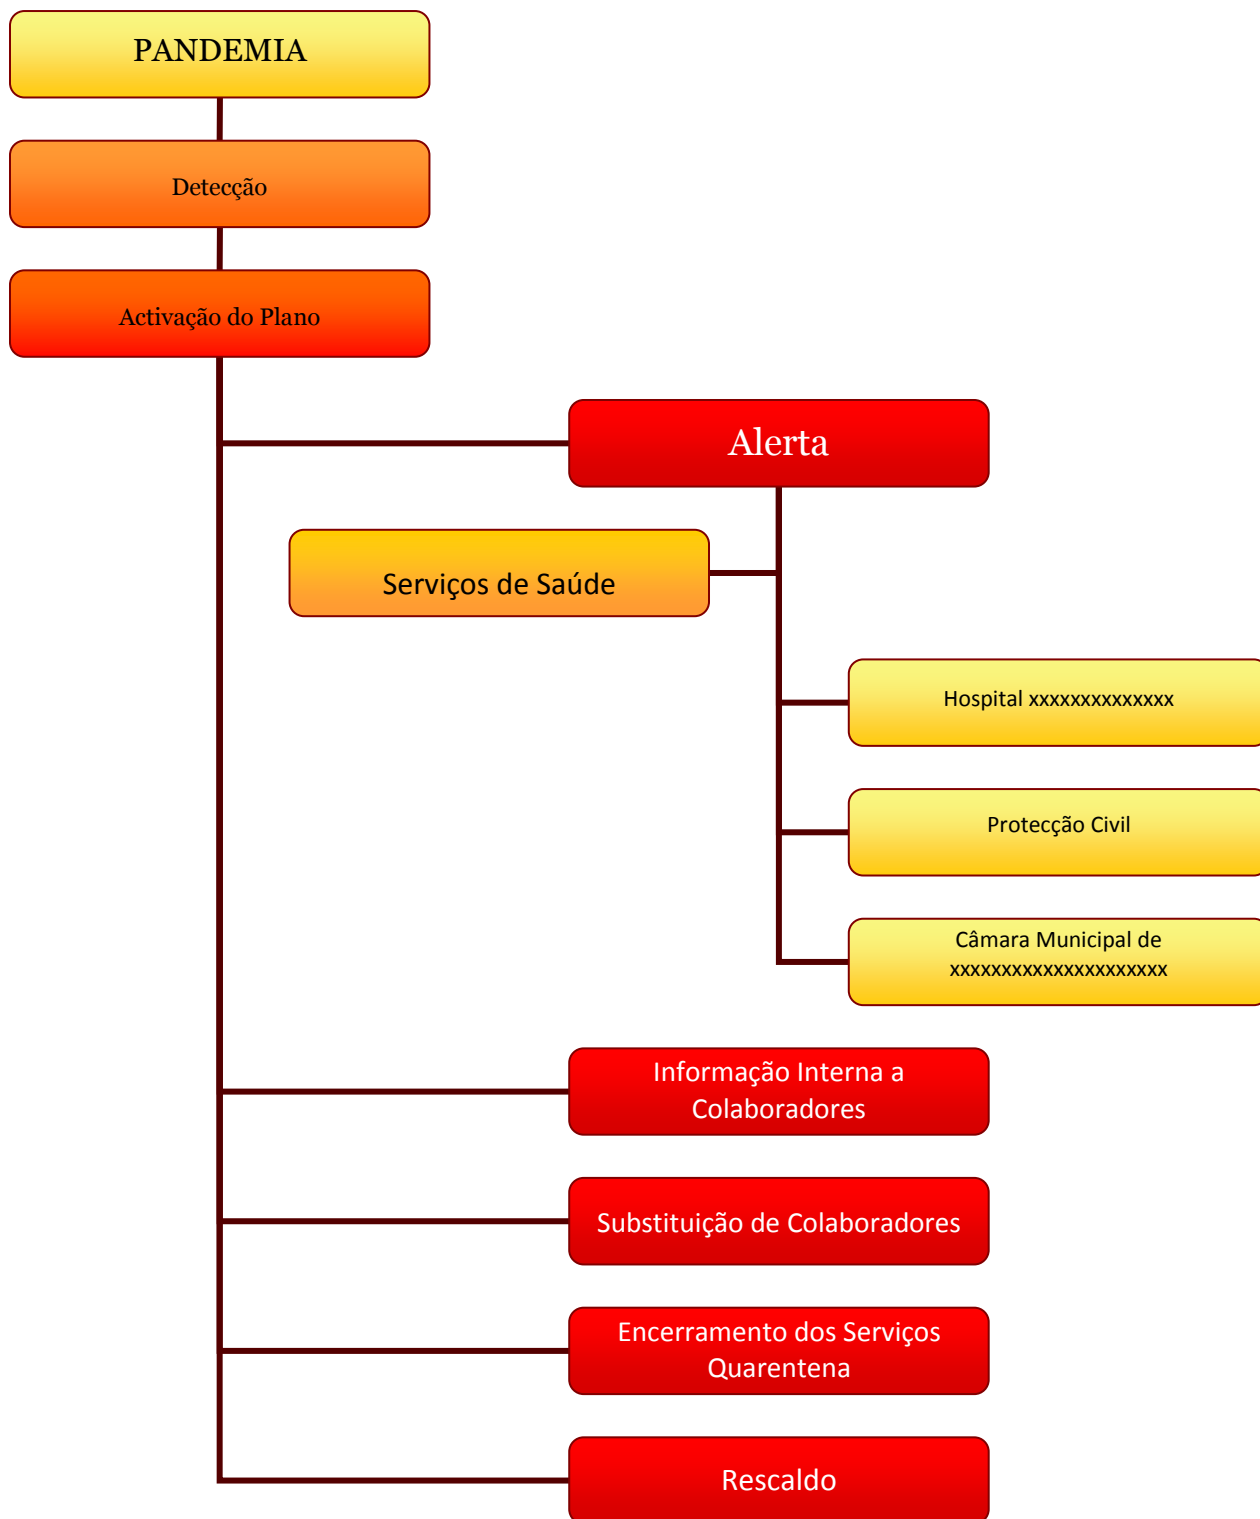 PANDEMIA
Detecção
Activação do Plano
Alerta
Serviços de Saúde
Hospital xxxxxxxxxxxxxx
Protecção Civil
Câmara Municipal de
xxxxxxxxxxxxxxxxxxxxx
Informação Interna a
Colaboradores
Substituição de Colaboradores
Encerramento dos Serviços
Quarentena
Rescaldo